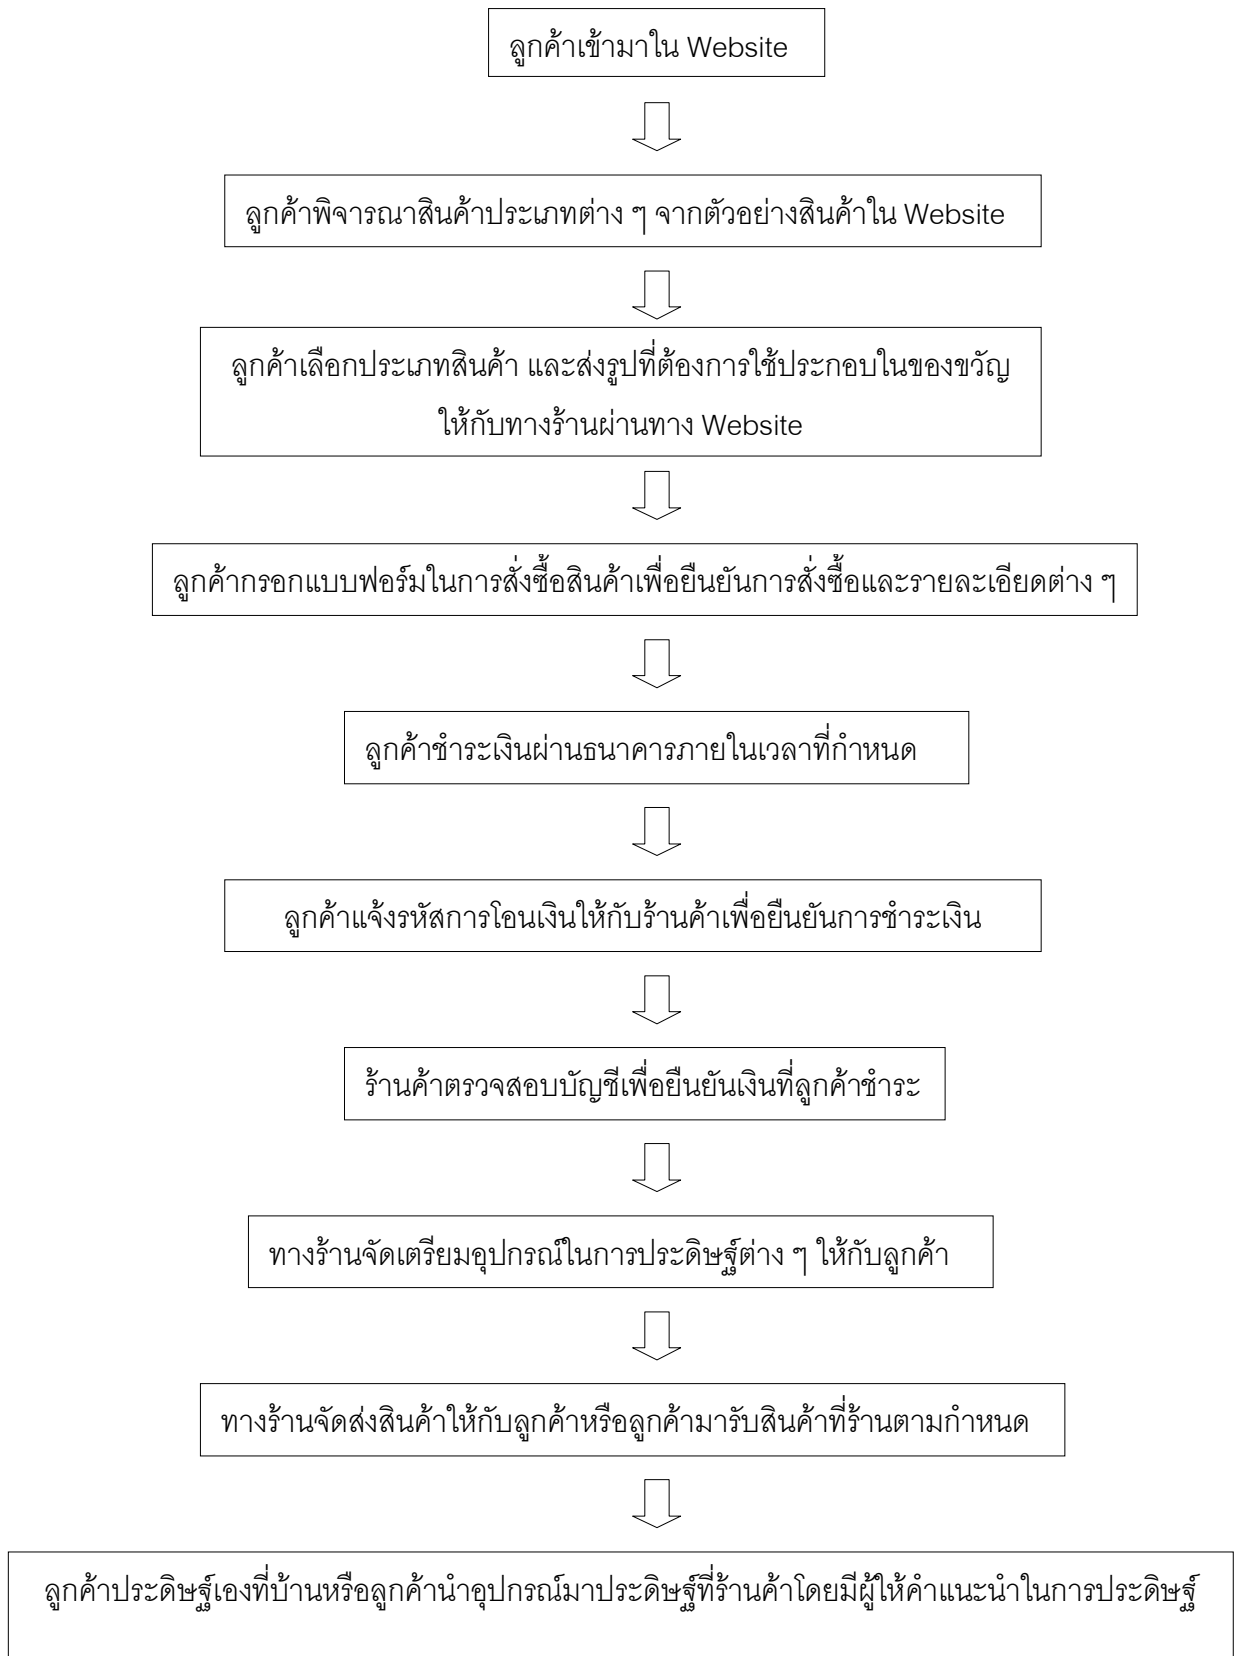 ลูกค้าเข้ามาใน Website
ลูกค้าพิจารณาสินค้าประเภทต่าง ๆ จากตัวอย่างสินค้าใน Website
ลูกค้าเลือกประเภทสินค้า และส่งรูปที่ต้องการใช้ประกอบในของขวัญ
ให้กับทางร้านผ่านทาง Website
ลูกค้ากรอกแบบฟอร์มในการสั่งซื้อสินค้าเพื่อยืนยันการสั่งซื้อและรายละเอียดต่าง ๆ
ลูกค้าชำระเงินผ่านธนาคารภายในเวลาที่กำหนด
ลูกค้าแจ้งรหัสการโอนเงินให้กับร้านค้าเพื่อยืนยันการชำระเงิน
ร้านค้าตรวจสอบบัญชีเพื่อยืนยันเงินที่ลูกค้าชำระ
ทางร้านจัดเตรียมอุปกรณ์ในการประดิษฐ์ต่าง ๆ ให้กับลูกค้า
ทางร้านจัดส่งสินค้าให้กับลูกค้าหรือลูกค้ามารับสินค้าที่ร้านตามกำหนด
ลูกค้าประดิษฐ์เองที่บ้านหรือลูกค้านำอุปกรณ์มาประดิษฐ์ที่ร้านค้าโดยมีผู้ให้คำแนะนำในการประดิษฐ์